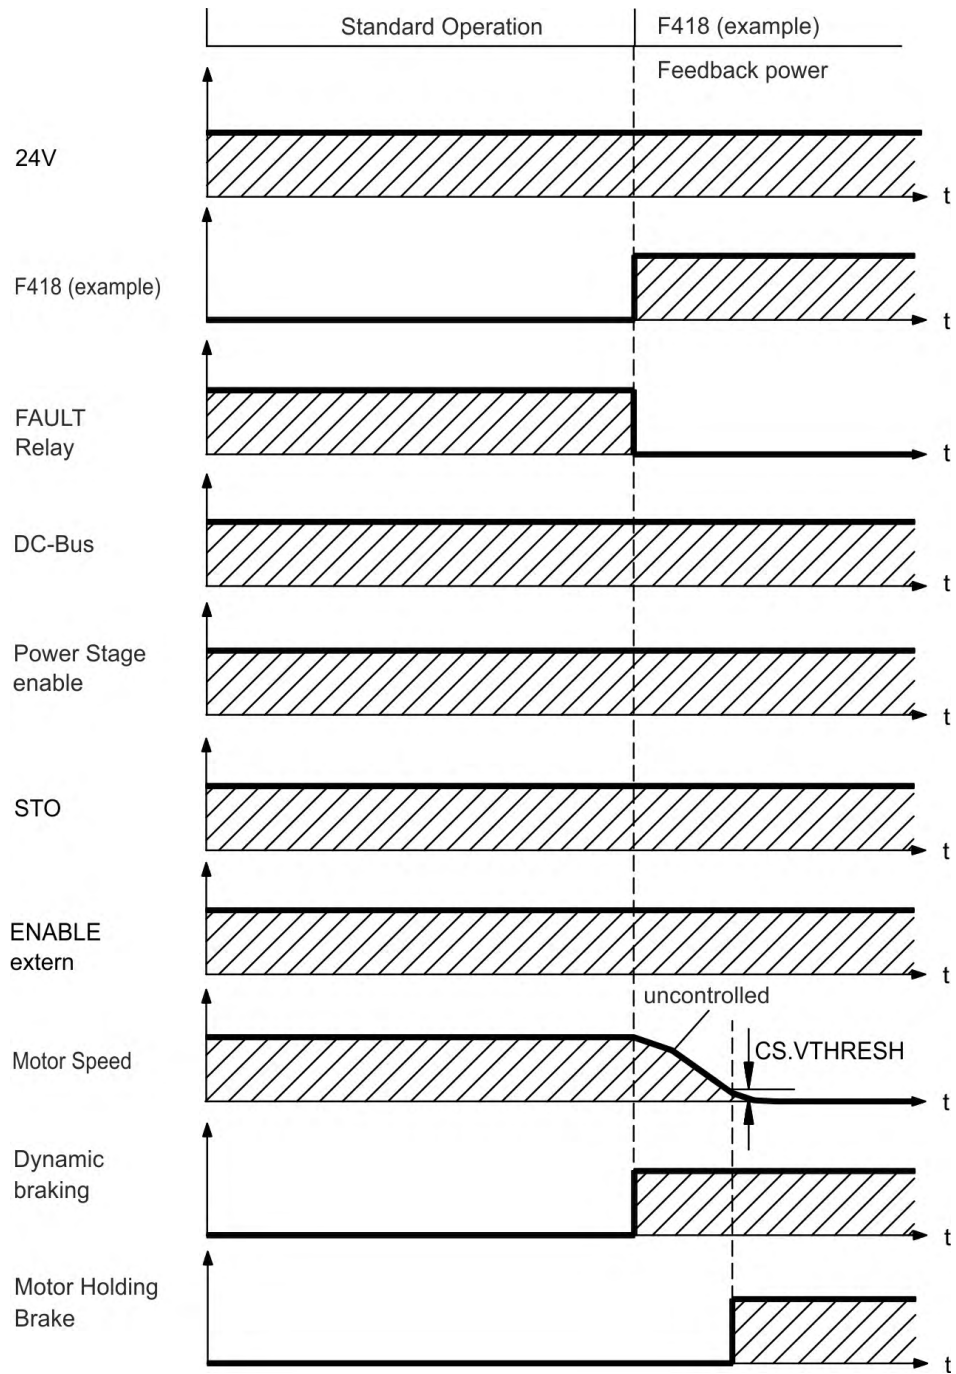 Standard Operation
F418 (example)
Feedback power
24V
t
F418 (example)
t
FAULT
Relay
t
DC-Bus
t
Power Stage
enable
t
STO
t
ENABLE
extern
t
uncontrolled
CS.VTHRESH
Motor Speed
t
Dynamic
braking
t
Motor Holding
Brake
t